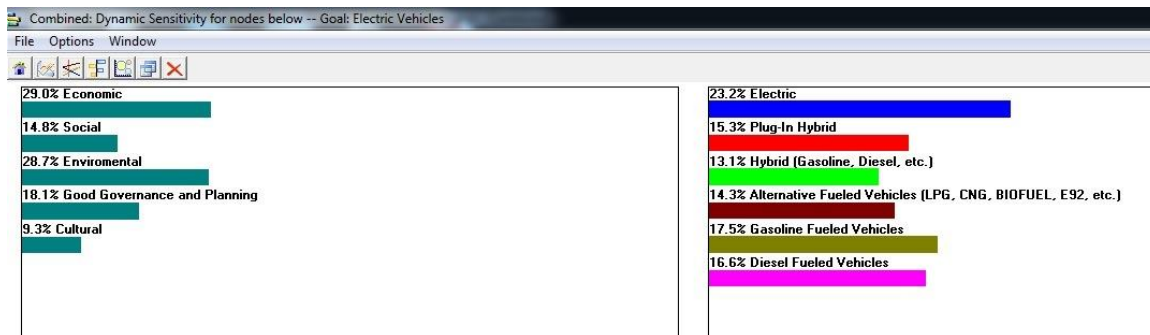 Combined: Dynamic Sensitivity for nodes below -- Goal: Electric Vehicles
File Options Window
29.0% Economic
14.8% Social
28.7% Enviromental
18.1% Good Governance and Planning
9.3% Cultural
23.2% Electric
15.3% Plug-In Hybrid
13.1% Hybrid (Gasoline, Diesel, etc.)
14.3% Alternative Fueled Vehicles (LPG, CNG, BIOFUEL, E92, etc.)
17.5% Gasoline Fueled Vehicles
16.6% Diesel Fueled Vehicles